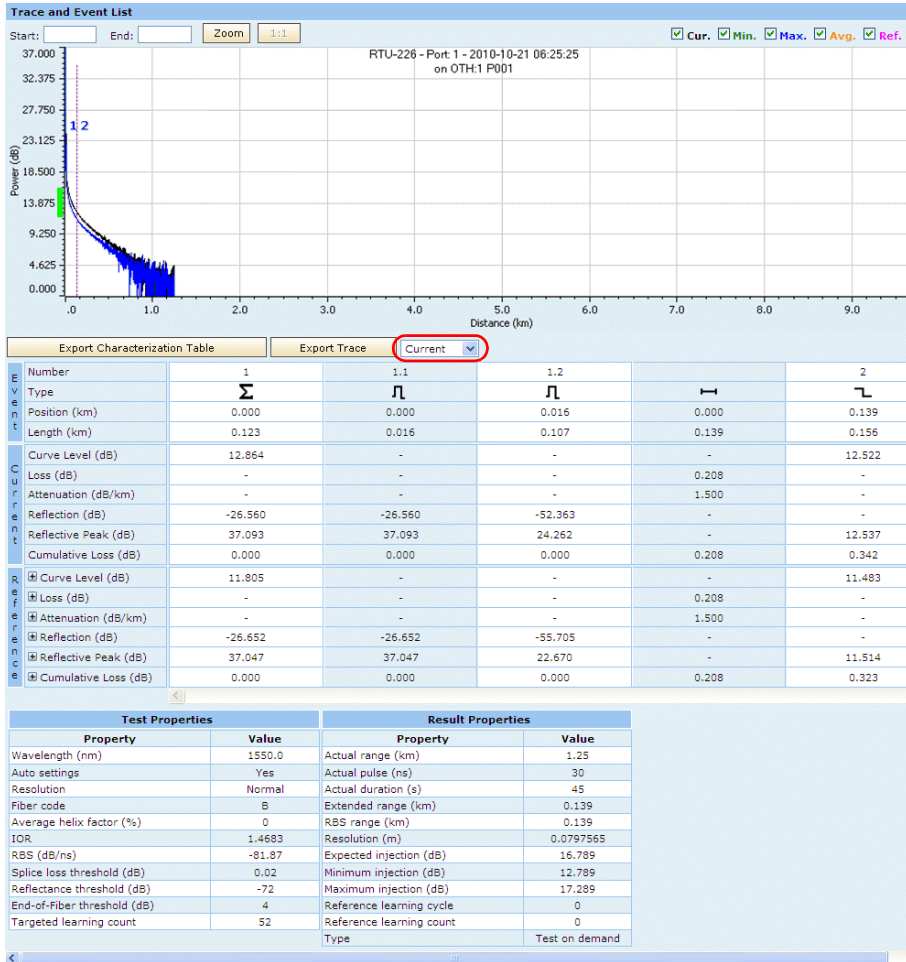 Trace and Event List
Start: End: Zoom 1:1 Cur. Min. Max. Avg. Ref.
RTU-226 - Port: 1 - 2010-10-21 06:25:25
on OTH:1 P001
37.000
32.375
27.750
23.125
18.500
13.875
9.250
4.625
0.000
Power (dB)
1 2
.0 1.0 2.0 3.0 4.0 5.0 6.0 7.0 8.0 9.0
Distance (km)
Export Characterization Table Export Trace Current
Event
Number 1 1.1 1.2 2
Type
Position (km) 0.000 0.000 0.016 0.000 0.139
Length (km) 0.123 0.016 0.107 0.139 0.156
Current
Curve Level (dB) 12.864 - - - 12.522
Loss (dB) - - - 0.208 -
Attenuation (dB/km) - - - 1.500 -
Reflection (dB) -26.560 -26.560 -52.363 - -
Reflective Peak (dB) 37.093 37.093 24.262 - 12.537
Cumulative Loss (dB) 0.000 0.000 0.000 0.208 0.342
Reference
Curve Level (dB) 11.805 - - - 11.483
Loss (dB) - - - 0.208 -
Attenuation (dB/km) - - - 1.500 -
Reflection (dB) -26.652 -26.652 -55.705 - -
Reflective Peak (dB) 37.047 37.047 22.670 - 11.514
Cumulative Loss (dB) 0.000 0.000 0.000 0.208 0.323
Test Properties Result Properties
Property Value Property Value
Wavelength (nm) 1550.0 Actual range (km) 1.25
Auto settings Yes Actual pulse (ns) 30
Resolution Normal Actual duration (s) 45
Fiber code B Extended range (km) 0.139
Average helix factor (%) 0 RBS range (km) 0.139
IOR 1.4683 Resolution (m) 0.0797565
RBS (dB/ns) -81.87 Expected injection (dB) 16.789
Splice loss threshold (dB) 0.02 Minimum injection (dB) 12.789
Reflectance threshold (dB) -72 Maximum injection (dB) 17.289
End-of-Fiber threshold (dB) 4 Reference learning cycle 0
Targeted learning count 52 Reference learning count 0
Type Test on demand